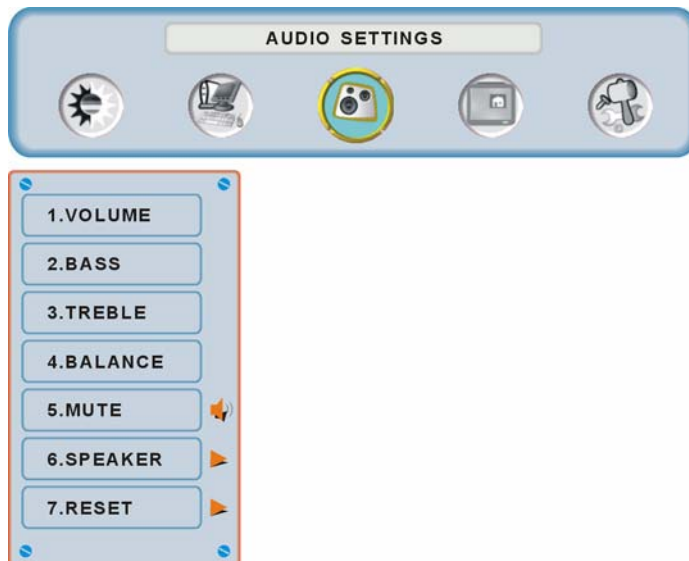 AUDIO SETTINGS
1.VOLUME
2.BASS
3.TREBLE
4.BALANCE
5.MUTE
6.SPEAKER
7.RESET